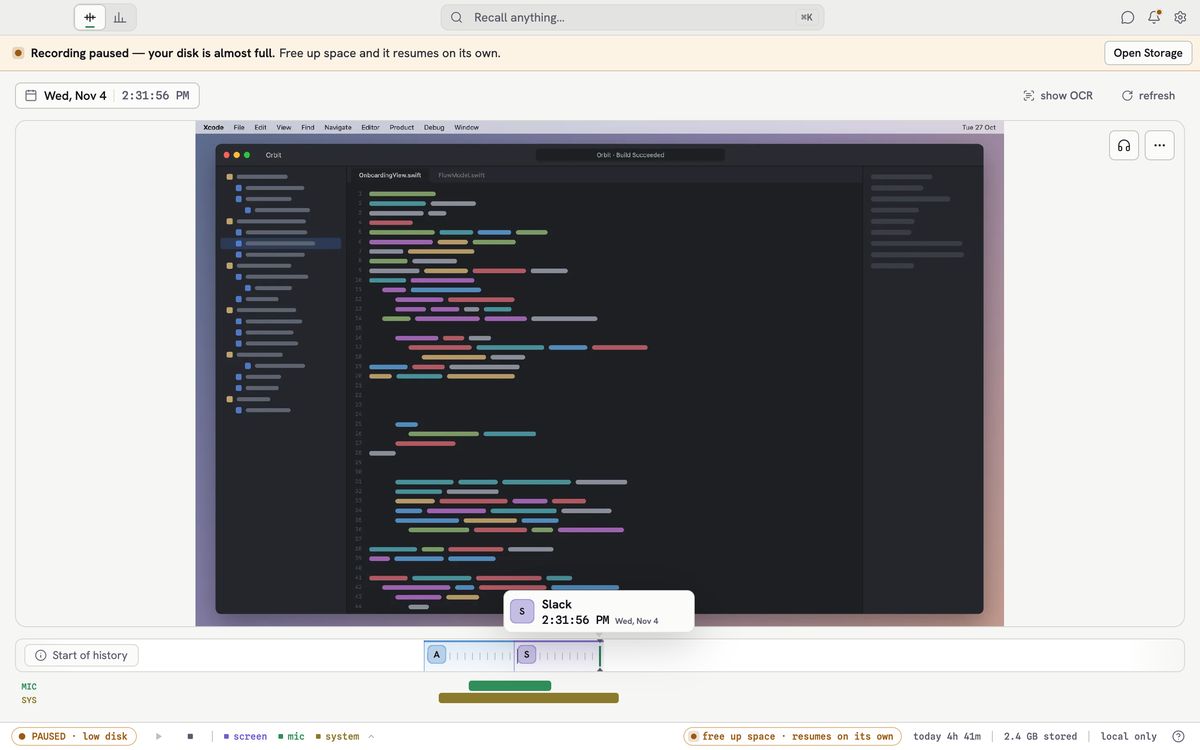 Recall anything...
⌘K
Recording paused — your disk is almost full. Free up space and it resumes on its own.
Open Storage
Wed, Nov 4 2:31:56 PM
show OCR
refresh
Xcode File Edit View Find Navigate Editor Product Debug Window
Tue 27 Oct
Orbit
Orbit › Build Succeeded
OnboardingView.swift
FlowModel.swift
S
Slack
2:31:56 PM Wed, Nov 4
Start of history
A
S
MIC
SYS
PAUSED · low disk
screen
mic
system
free up space · resumes on its own
today 4h 41m
2.4 GB stored
local only